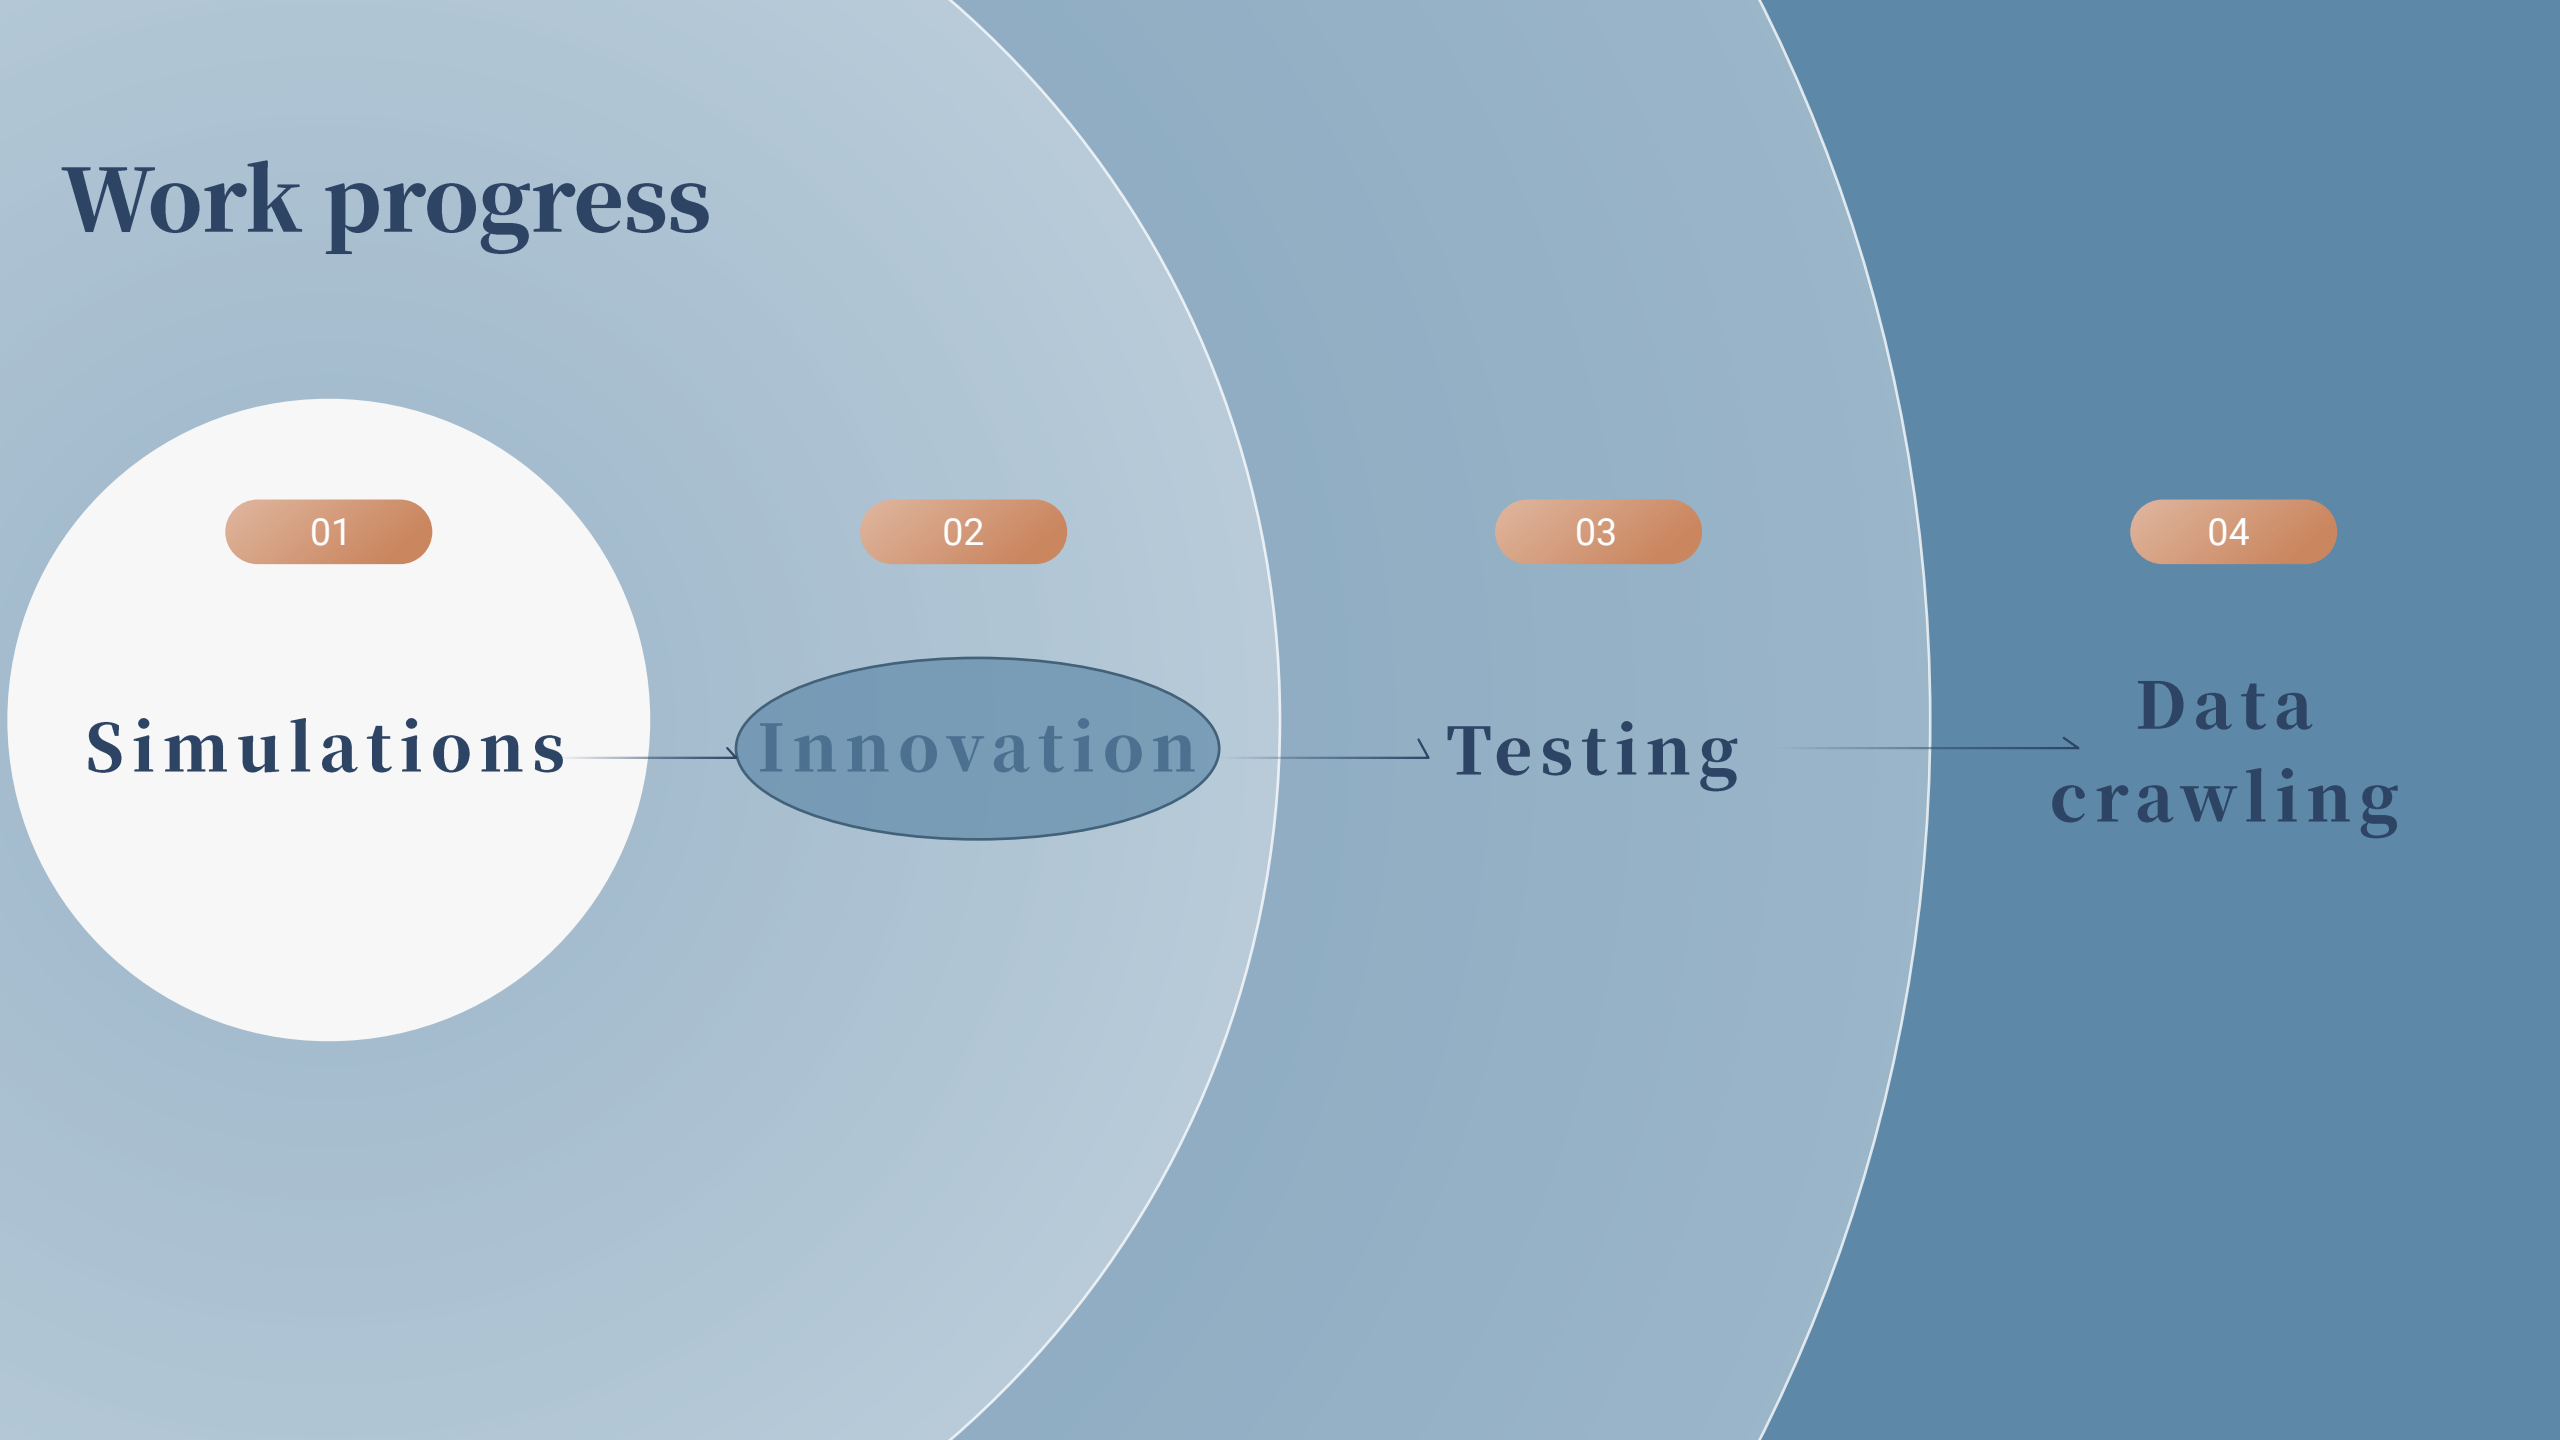 Work progress
01
02
03
04
Simulations
Innovation
Testing
Data
crawling